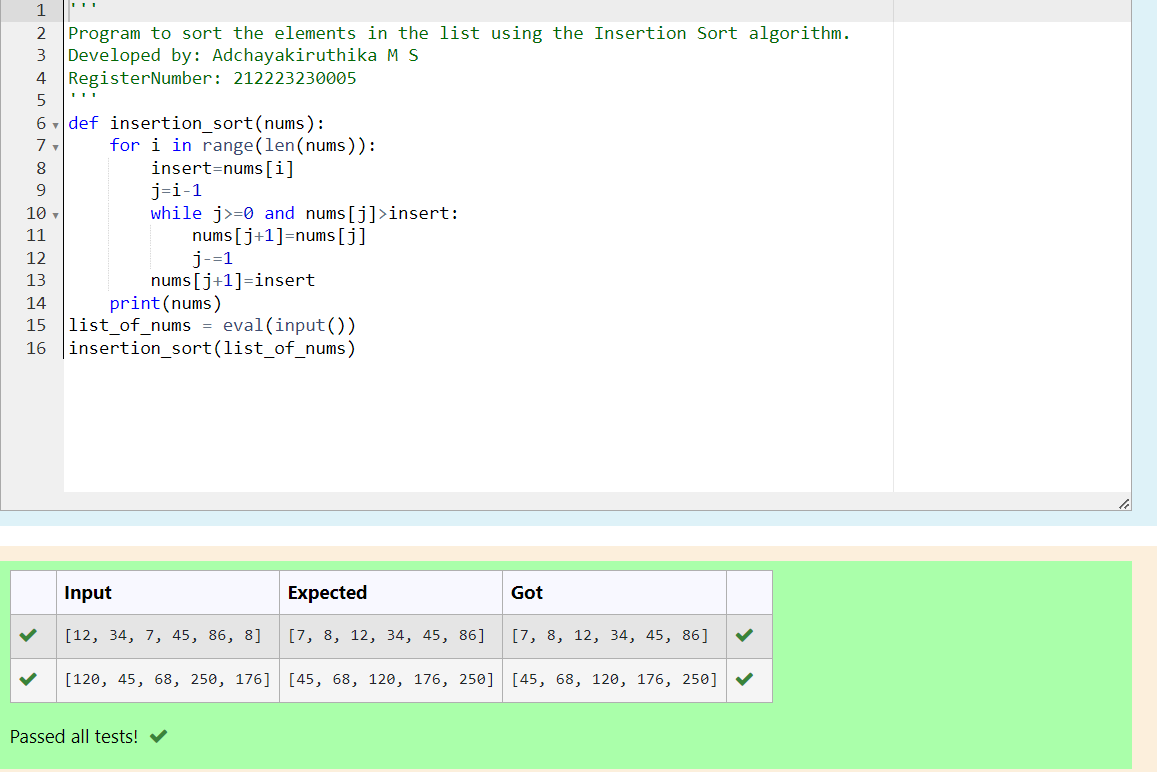 1 '''
2 Program to sort the elements in the list using the Insertion Sort algorithm.
3 Developed by: Adchayakiruthika M S
4 RegisterNumber: 212223230005
5 '''
6 def insertion_sort(nums):
7     for i in range(len(nums)):
8         insert=nums[i]
9         j=i-1
10         while j>=0 and nums[j]>insert:
11             nums[j+1]=nums[j]
12             j-=1
13         nums[j+1]=insert
14     print(nums)
15 list_of_nums = eval(input())
16 insertion_sort(list_of_nums)
Input Expected Got
[12, 34, 7, 45, 86, 8] [7, 8, 12, 34, 45, 86] [7, 8, 12, 34, 45, 86]
[120, 45, 68, 250, 176] [45, 68, 120, 176, 250] [45, 68, 120, 176, 250]
Passed all tests!